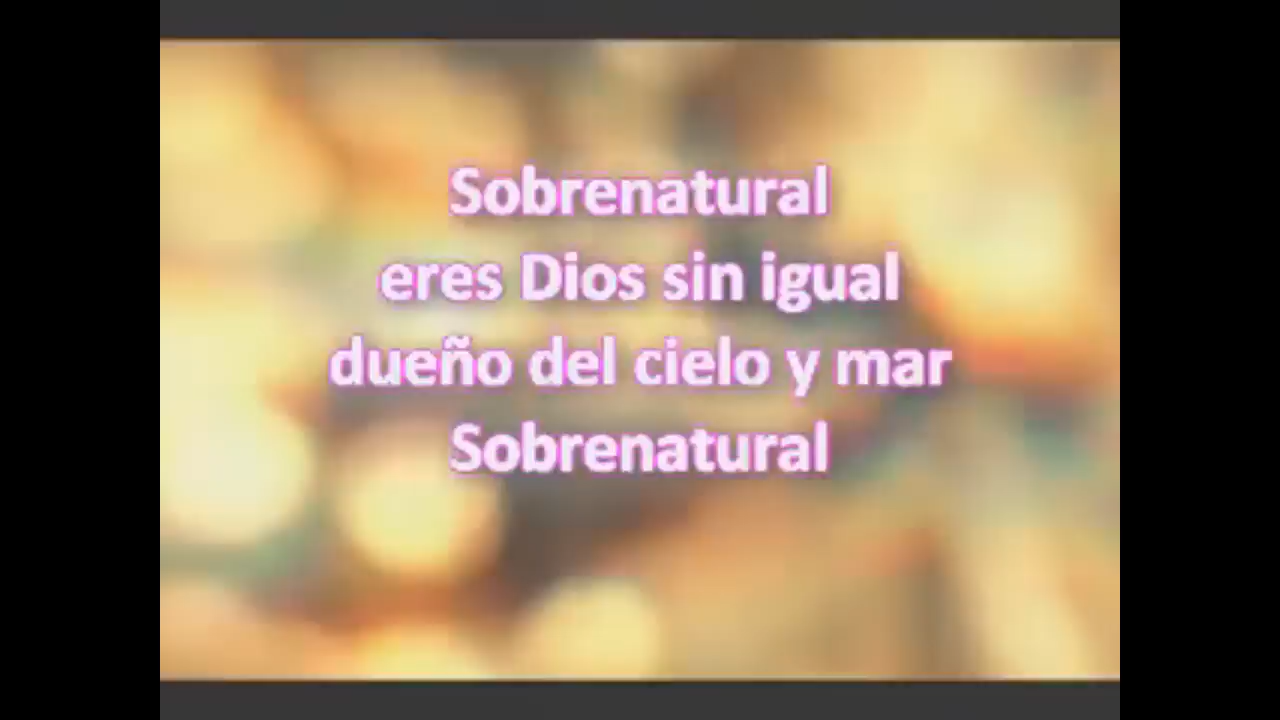 Sobrenatural
eres Dios sin igual
dueño del cielo y mar
Sobrenatural